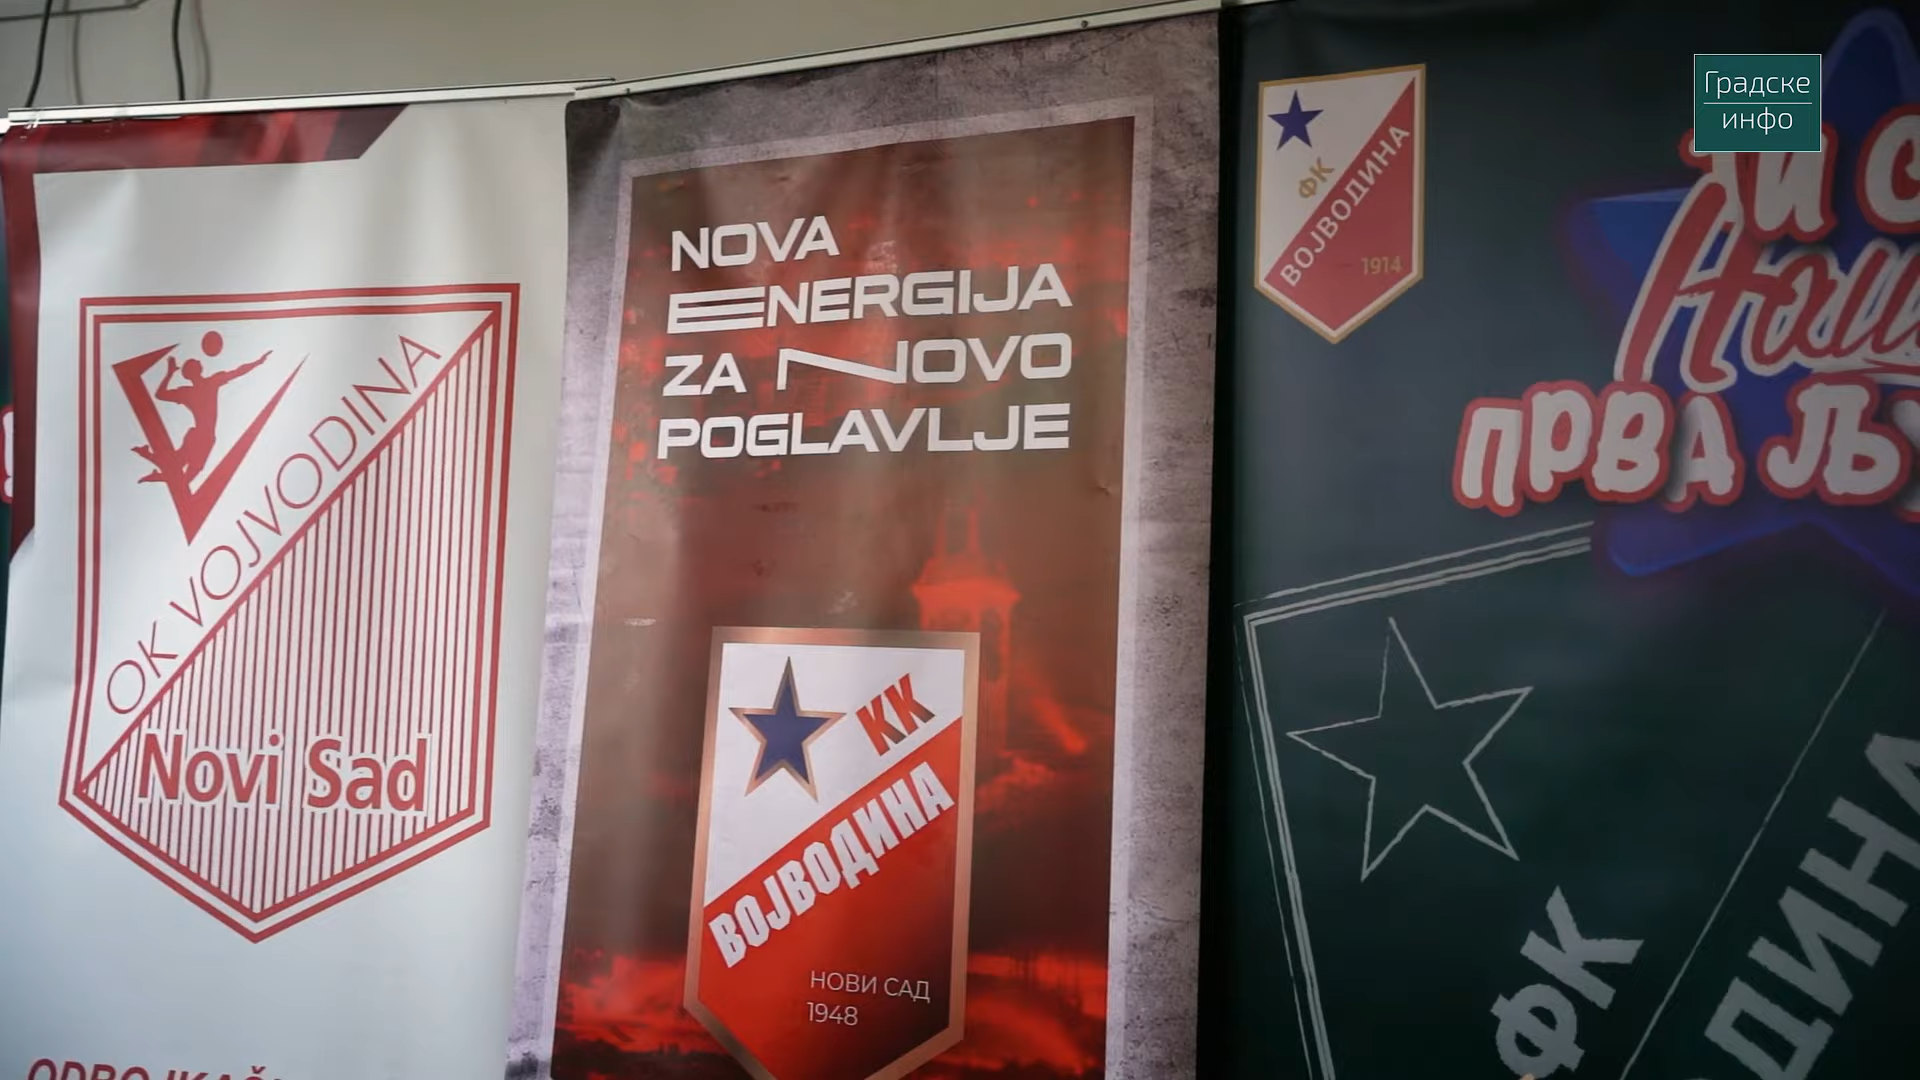 OK VOJVODINA
Novi Sad
NOVA
ENERGIJA
ZA NOVO
POGLAVLJE
КК
ВОЈВОДИНА
НОВИ САД
1948
ФК
ВОЈВОДИНА
1914
ПРВА
ФК
Градске
инфо